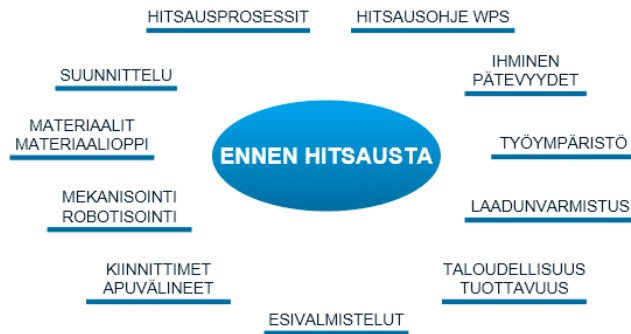 HITSAUSPROSESSIT
HITSAUSOHJE WPS
SUUNNITTELU
IHMINEN
PÄTEVYYDET
MATERIAALIT
MATERIAALIOPPI
ENNEN HITSAUSTA
TYÖYMPÄRISTÖ
MEKANISOINTI
ROBOTISOINTI
LAADUNVARMISTUS
KIINNITTIMET
APUVÄLINEET
TALOUDELLISUUS
TUOTTAVUUS
ESIVALMISTELUT